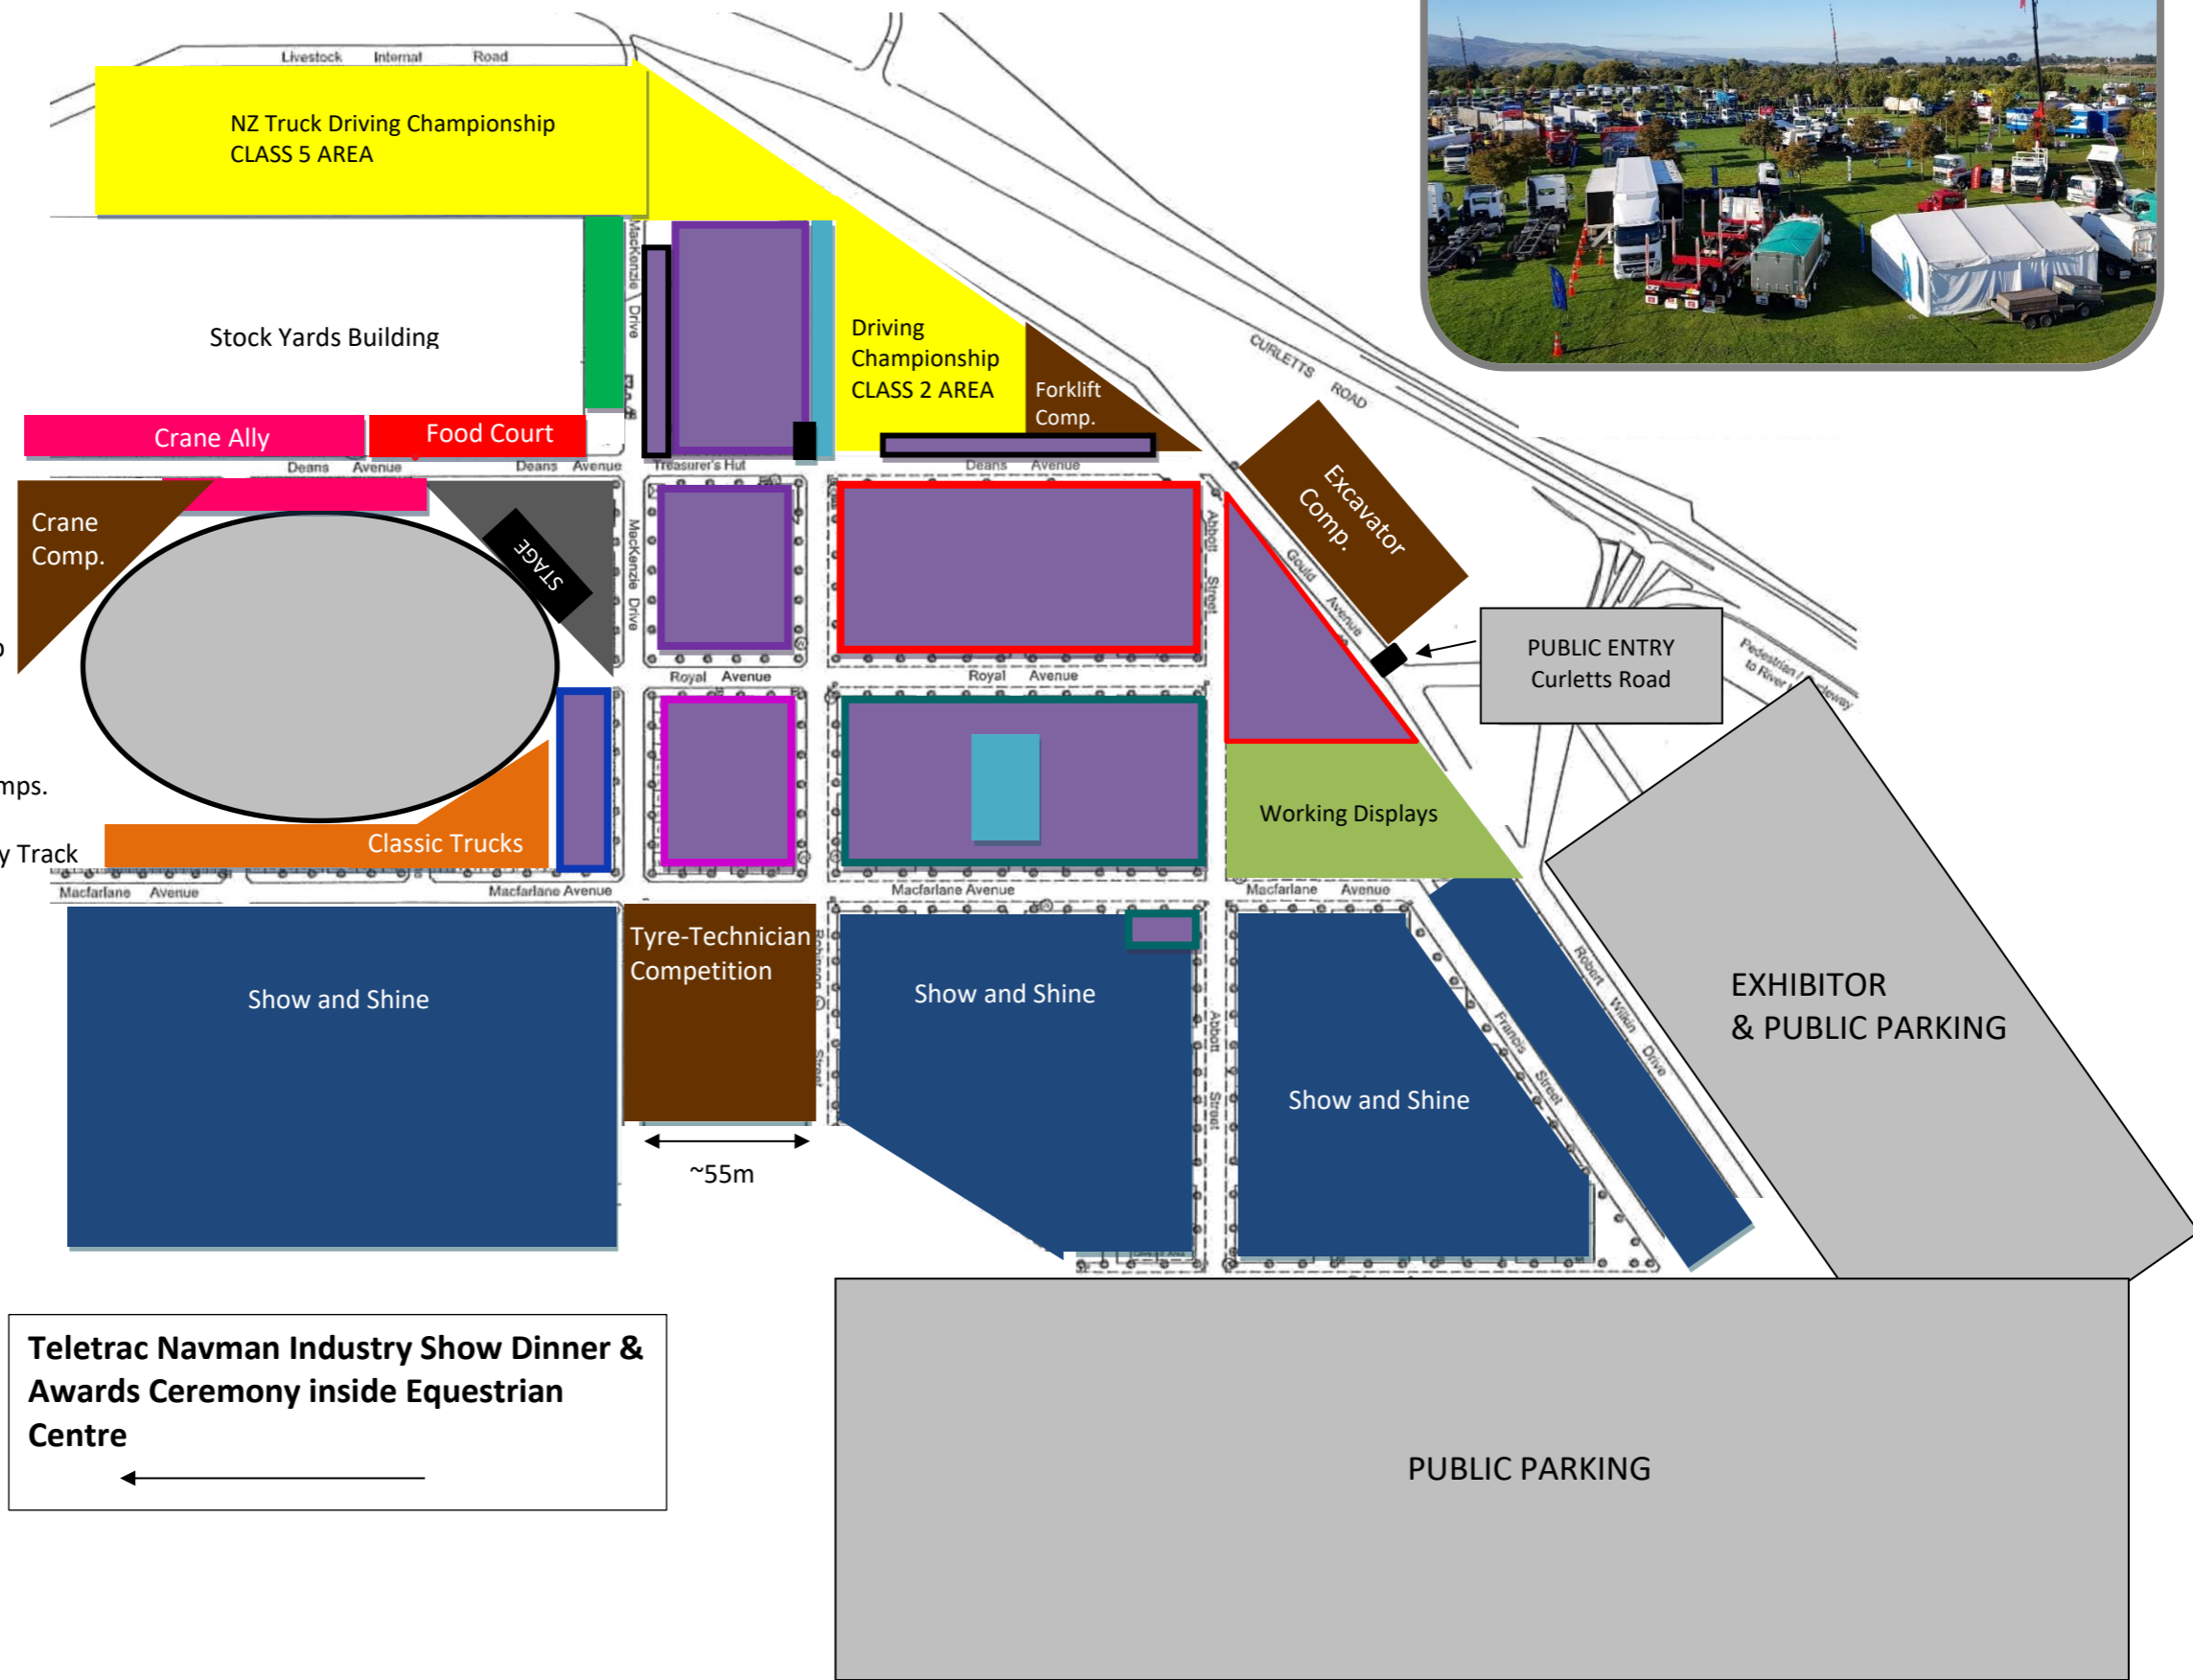 Livestock Internal Road
NZ Truck Driving Championship
CLASS 5 AREA
MacKenzie Drive
Stock Yards Building
Driving
Championship
CLASS 2 AREA
Forklift
Comp.
CURLETTS ROAD
Crane Ally
Food Court
Deans Avenue
Deans Avenue
Treasurer's Hut
Deans Avenue
Crane
Comp.
STAGE
MacKenzie Drive
Abbott Street
Excavator
Comp.
Gould Avenue
PUBLIC ENTRY
Curletts Road
Pedestrian /
to River
Royal Avenue
Royal Avenue
mps.
y Track
Classic Trucks
Working Displays
Macfarlane Avenue
Macfarlane Avenue
Macfarlane Avenue
Macfarlane Avenue
Tyre-Technician
Competition
Street
Show and Shine
Show and Shine
Abbott Street
Show and Shine
Francis Street
Robert Wilkin Drive
EXHIBITOR
& PUBLIC PARKING
~55m
Teletrac Navman Industry Show Dinner &
Awards Ceremony inside Equestrian
Centre
PUBLIC PARKING